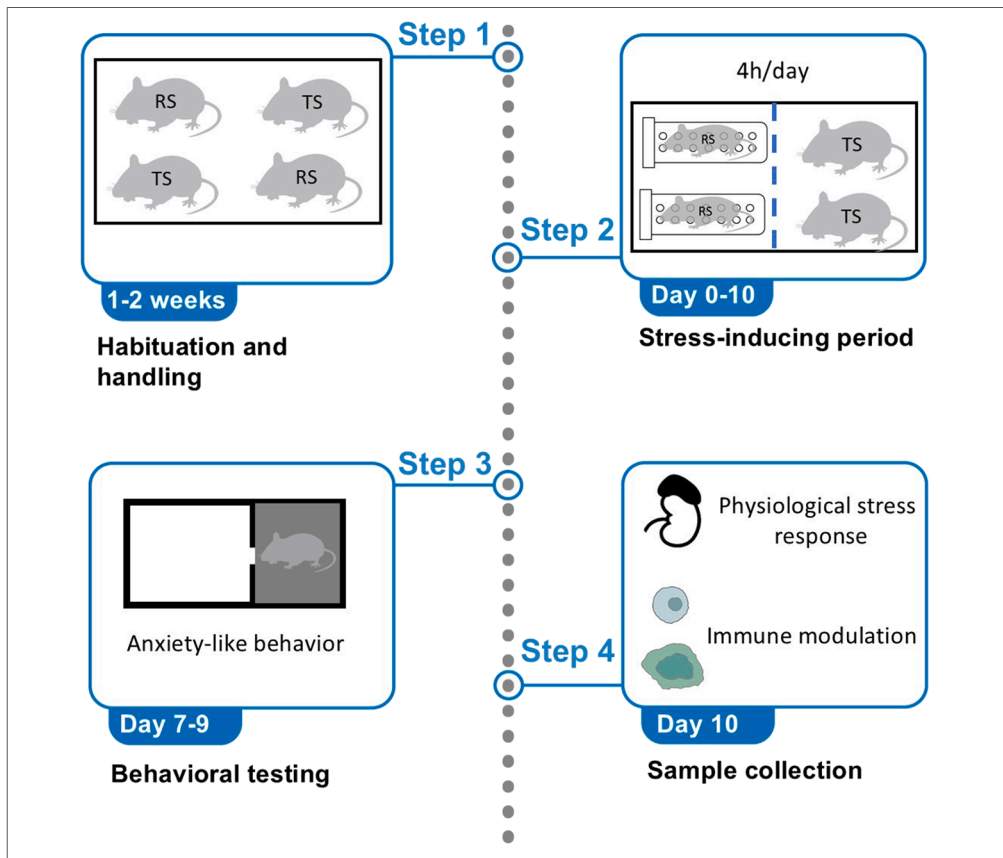 Step 1
RS
TS
TS
RS
1-2 weeks
Habituation and
handling
Step 2
4h/day
RS
TS
RS
TS
Day 0-10
Stress-inducing period
Step 3
Anxiety-like behavior
Day 7-9
Behavioral testing
Step 4
Physiological stress
response
Immune modulation
Day 10
Sample collection